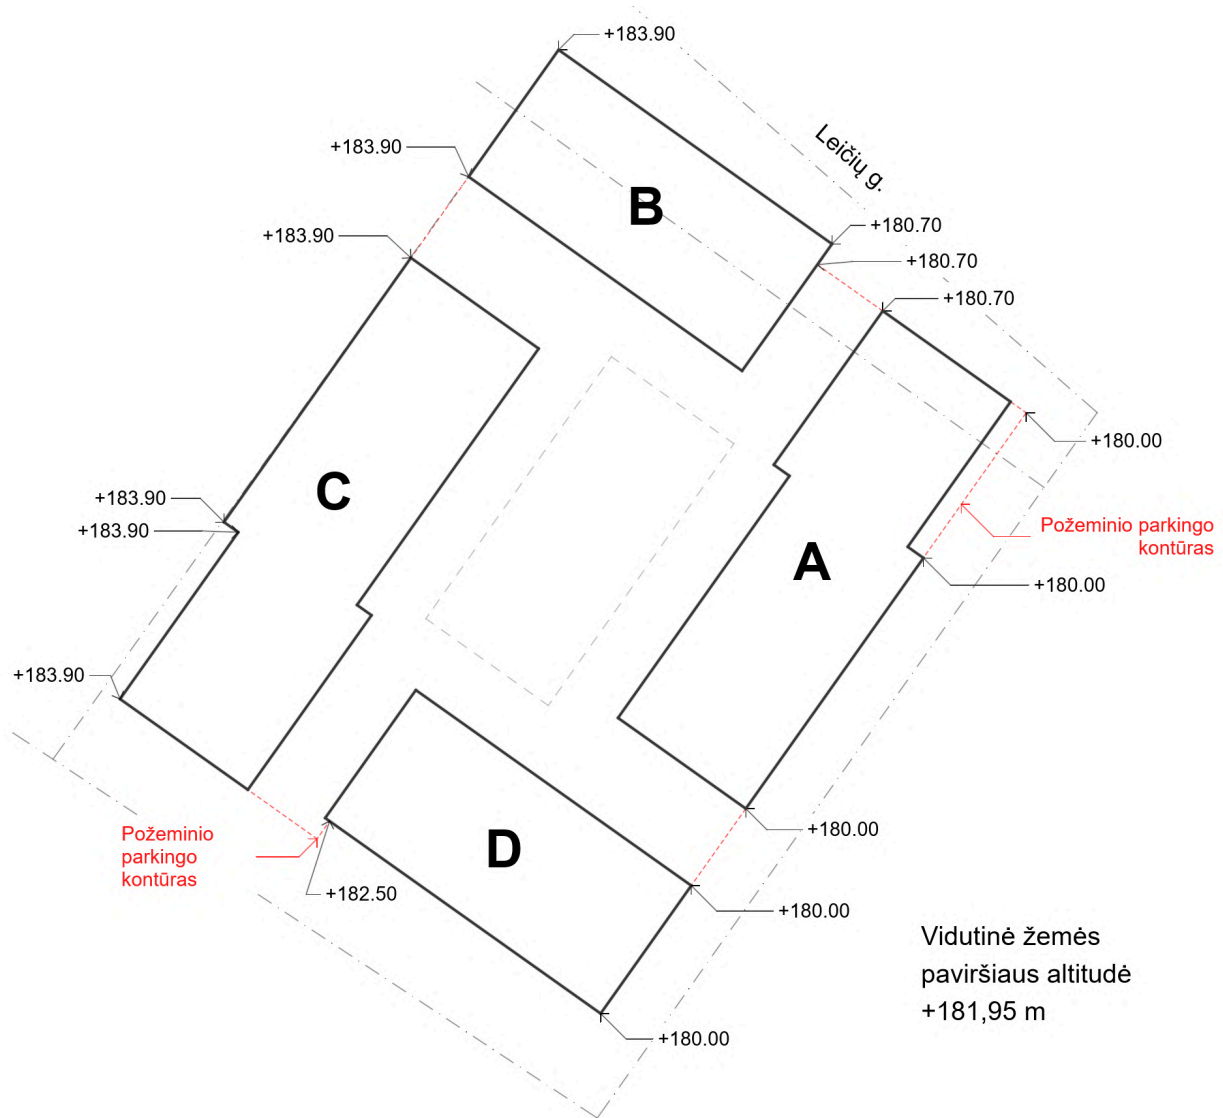 +183.90
Leičių g.
+183.90
B
+180.70
+183.90
+180.70
+180.70
+180.00
C
+183.90
+183.90
Požeminio parkingo
kontūras
A
+180.00
+183.90
+180.00
Požeminio
parkingo
kontūras
D
+182.50
+180.00
Vidutinė žemės
paviršiaus altitudė
+181,95 m
+180.00